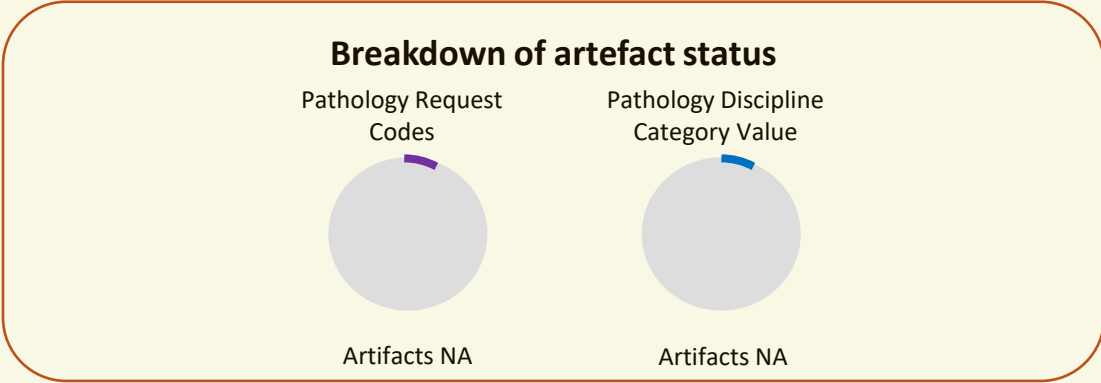 Breakdown of artefact status
Pathology Request
Codes
Pathology Discipline
Category Value
Artifacts NA
Artifacts NA